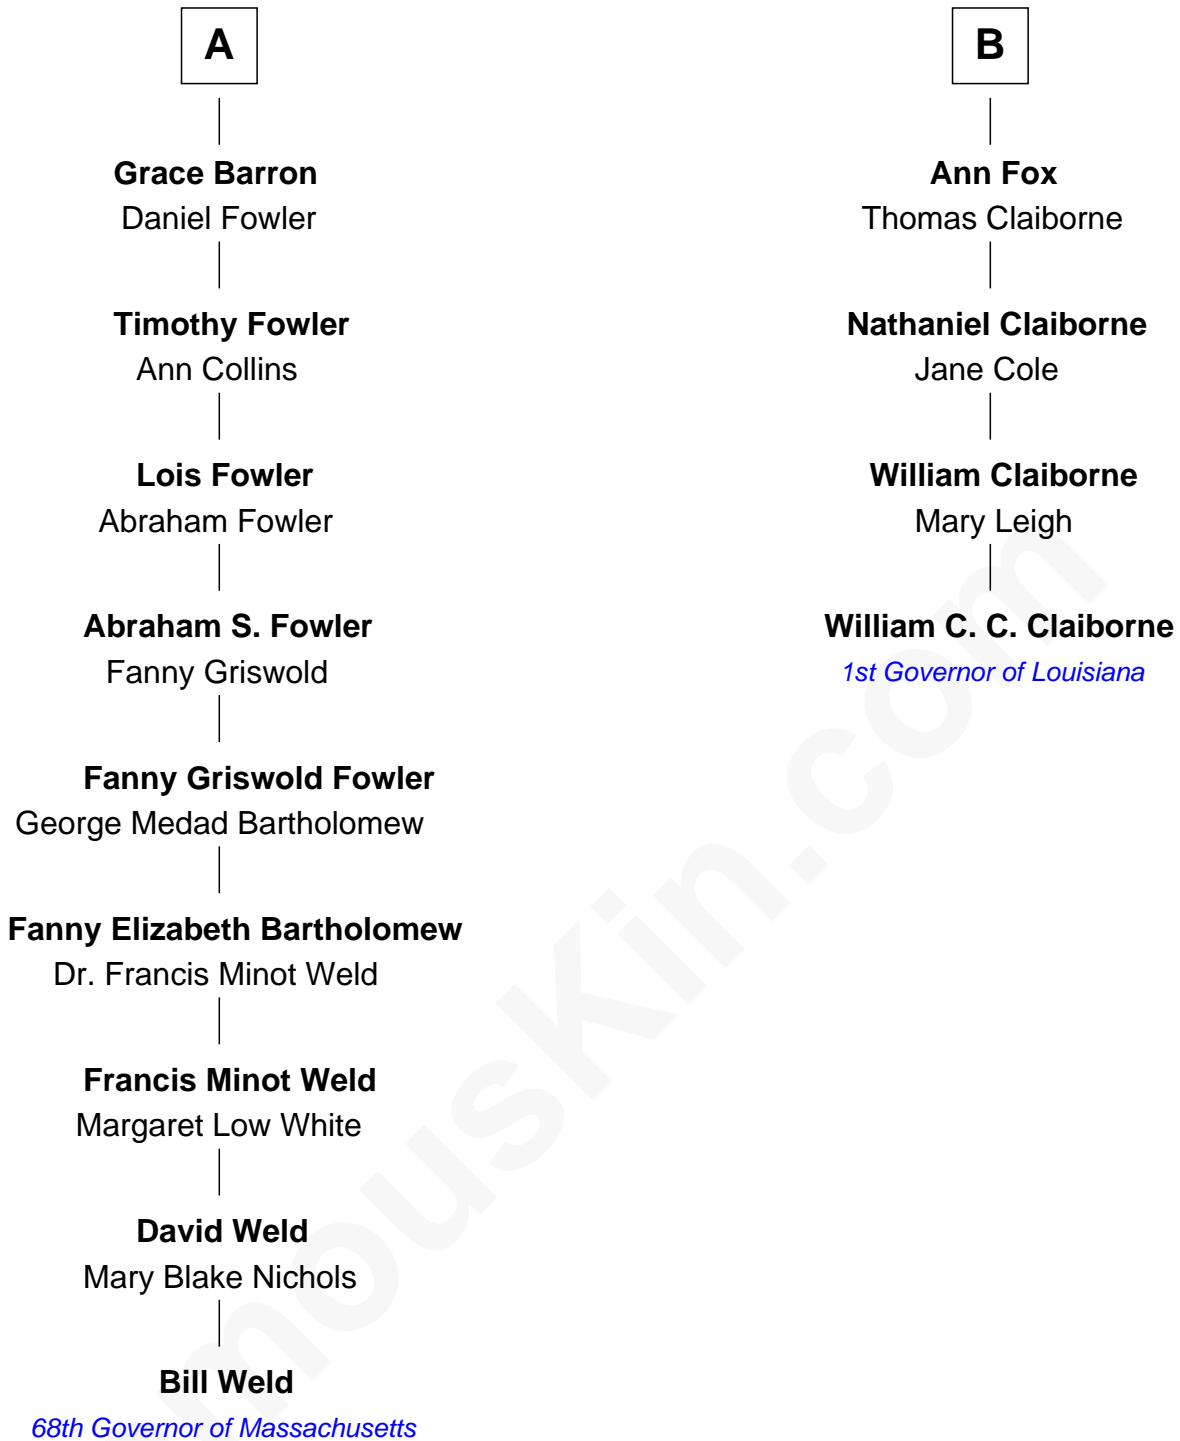 A
Grace Barron
Daniel Fowler
Timothy Fowler
Ann Collins
Lois Fowler
Abraham Fowler
Abraham S. Fowler
Fanny Griswold
Fanny Griswold Fowler
George Medad Bartholomew
Fanny Elizabeth Bartholomew
Dr. Francis Minot Weld
Francis Minot Weld
Margaret Low White
David Weld
Mary Blake Nichols
Bill Weld
68th Governor of Massachusetts
B
Ann Fox
Thomas Claiborne
Nathaniel Claiborne
Jane Cole
William Claiborne
Mary Leigh
William C. C. Claiborne
1st Governor of Louisiana
mousKin.com